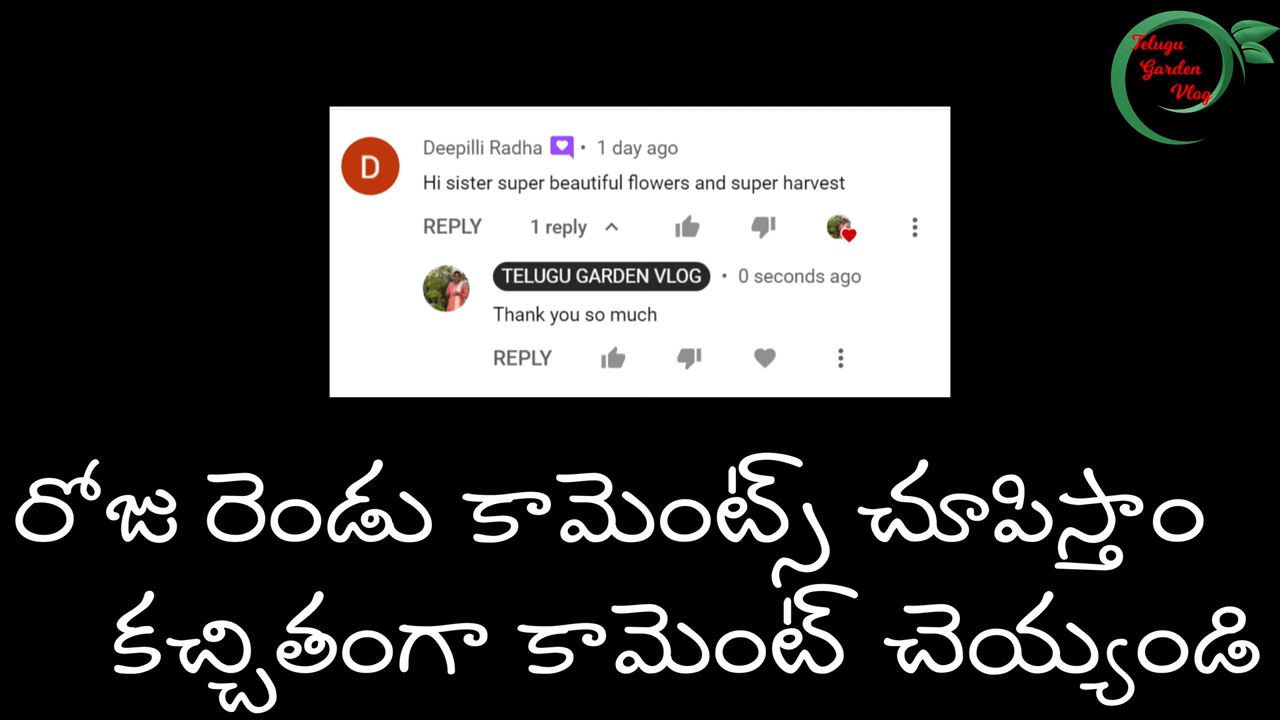 Telugu
Garden
Vlog
D
Deepilli Radha • 1 day ago
Hi sister super beautiful flowers and super harvest
REPLY 1 reply
TELUGU GARDEN VLOG • 0 seconds ago
Thank you so much
REPLY
రోజు రెండు కామెంట్స్ చూపిస్తాం
కచ్చితంగా కామెంట్ చెయ్యండి